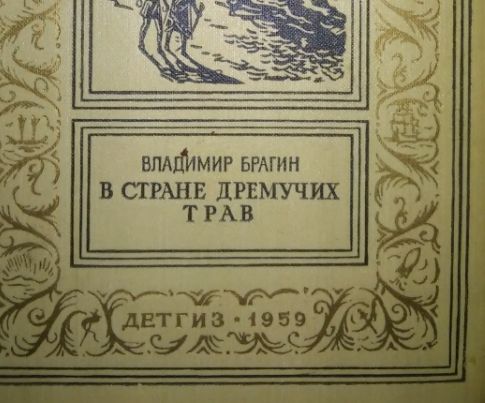 ВЛАДИМИР БРАГИН
В СТРАНЕ ДРЕМУЧИХ
ТРАВ
ДЕТГИЗ · 1959